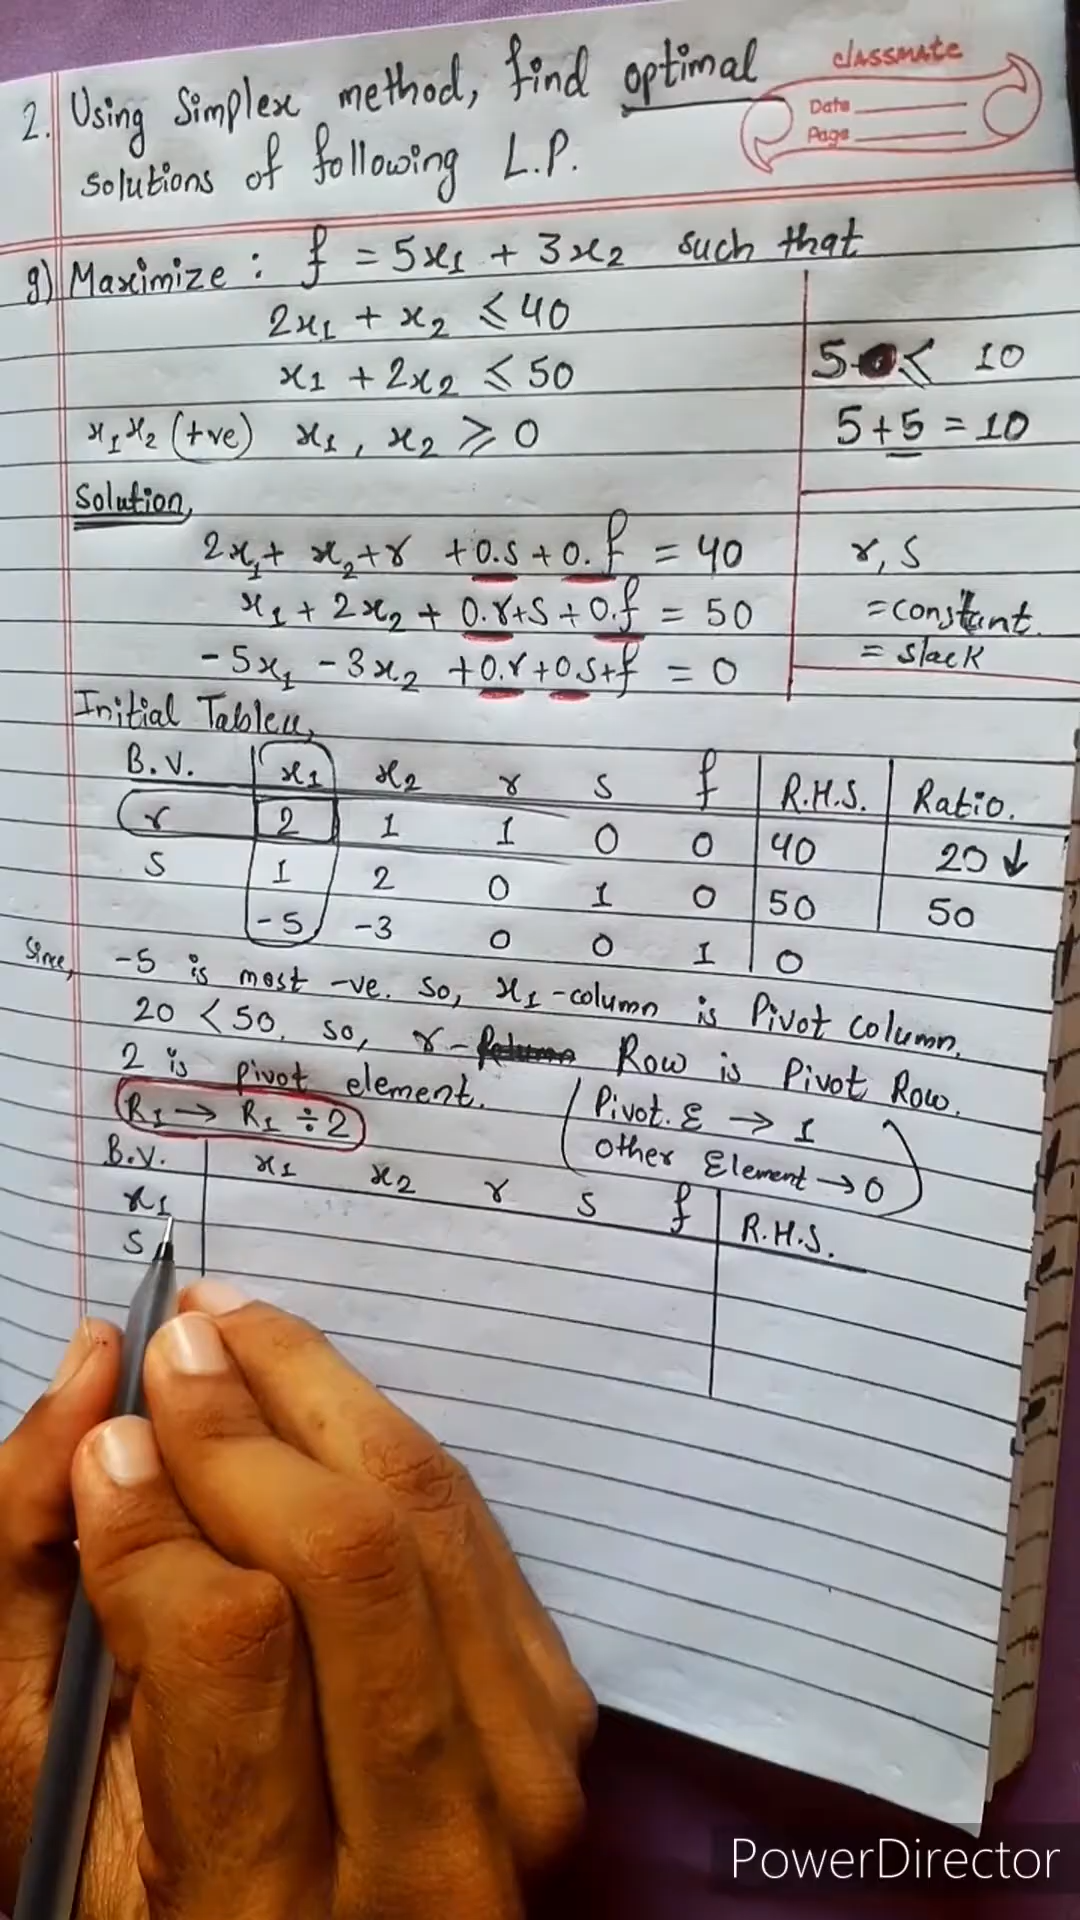 classmate
Date
Page
2. Using Simplex method, find optimal
solutions of following L.P.
g) Maximize : f = 5x₁ + 3x₂ such that
2x₁ + x₂ ≤ 40
x₁ + 2x₂ ≤ 50
x₁x₂ (+ve) x₁, x₂ ≥ 0
5 ≤ 10
5 + 5 = 10
Solution,
2x₁ + x₂ + r + 0.s + 0.f = 40
x₁ + 2x₂ + 0.r + s + 0.f = 50
-5x₁ - 3x₂ + 0.r + 0.s + f = 0
r, s
= constant.
= slack
Initial Tableu,
B.V. x₁ x₂ r s f R.H.S. Ratio.
r 2 1 1 0 0 40 20 ↓
s 1 2 0 1 0 50 50
-5 -3 0 0 1 0
Since, -5 is most -ve. so, x₁-column is Pivot column.
20 < 50. so, r- Row is Pivot Row.
2 is pivot element.
R₁ → R₁ ÷ 2
(Pivot. E → 1
other Element → 0)
B.V. x₁ x₂ r s f R.H.S.
x₁
s
PowerDirector